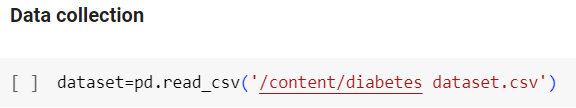 Data collection
[ ] dataset=pd.read_csv('/content/diabetes dataset.csv')